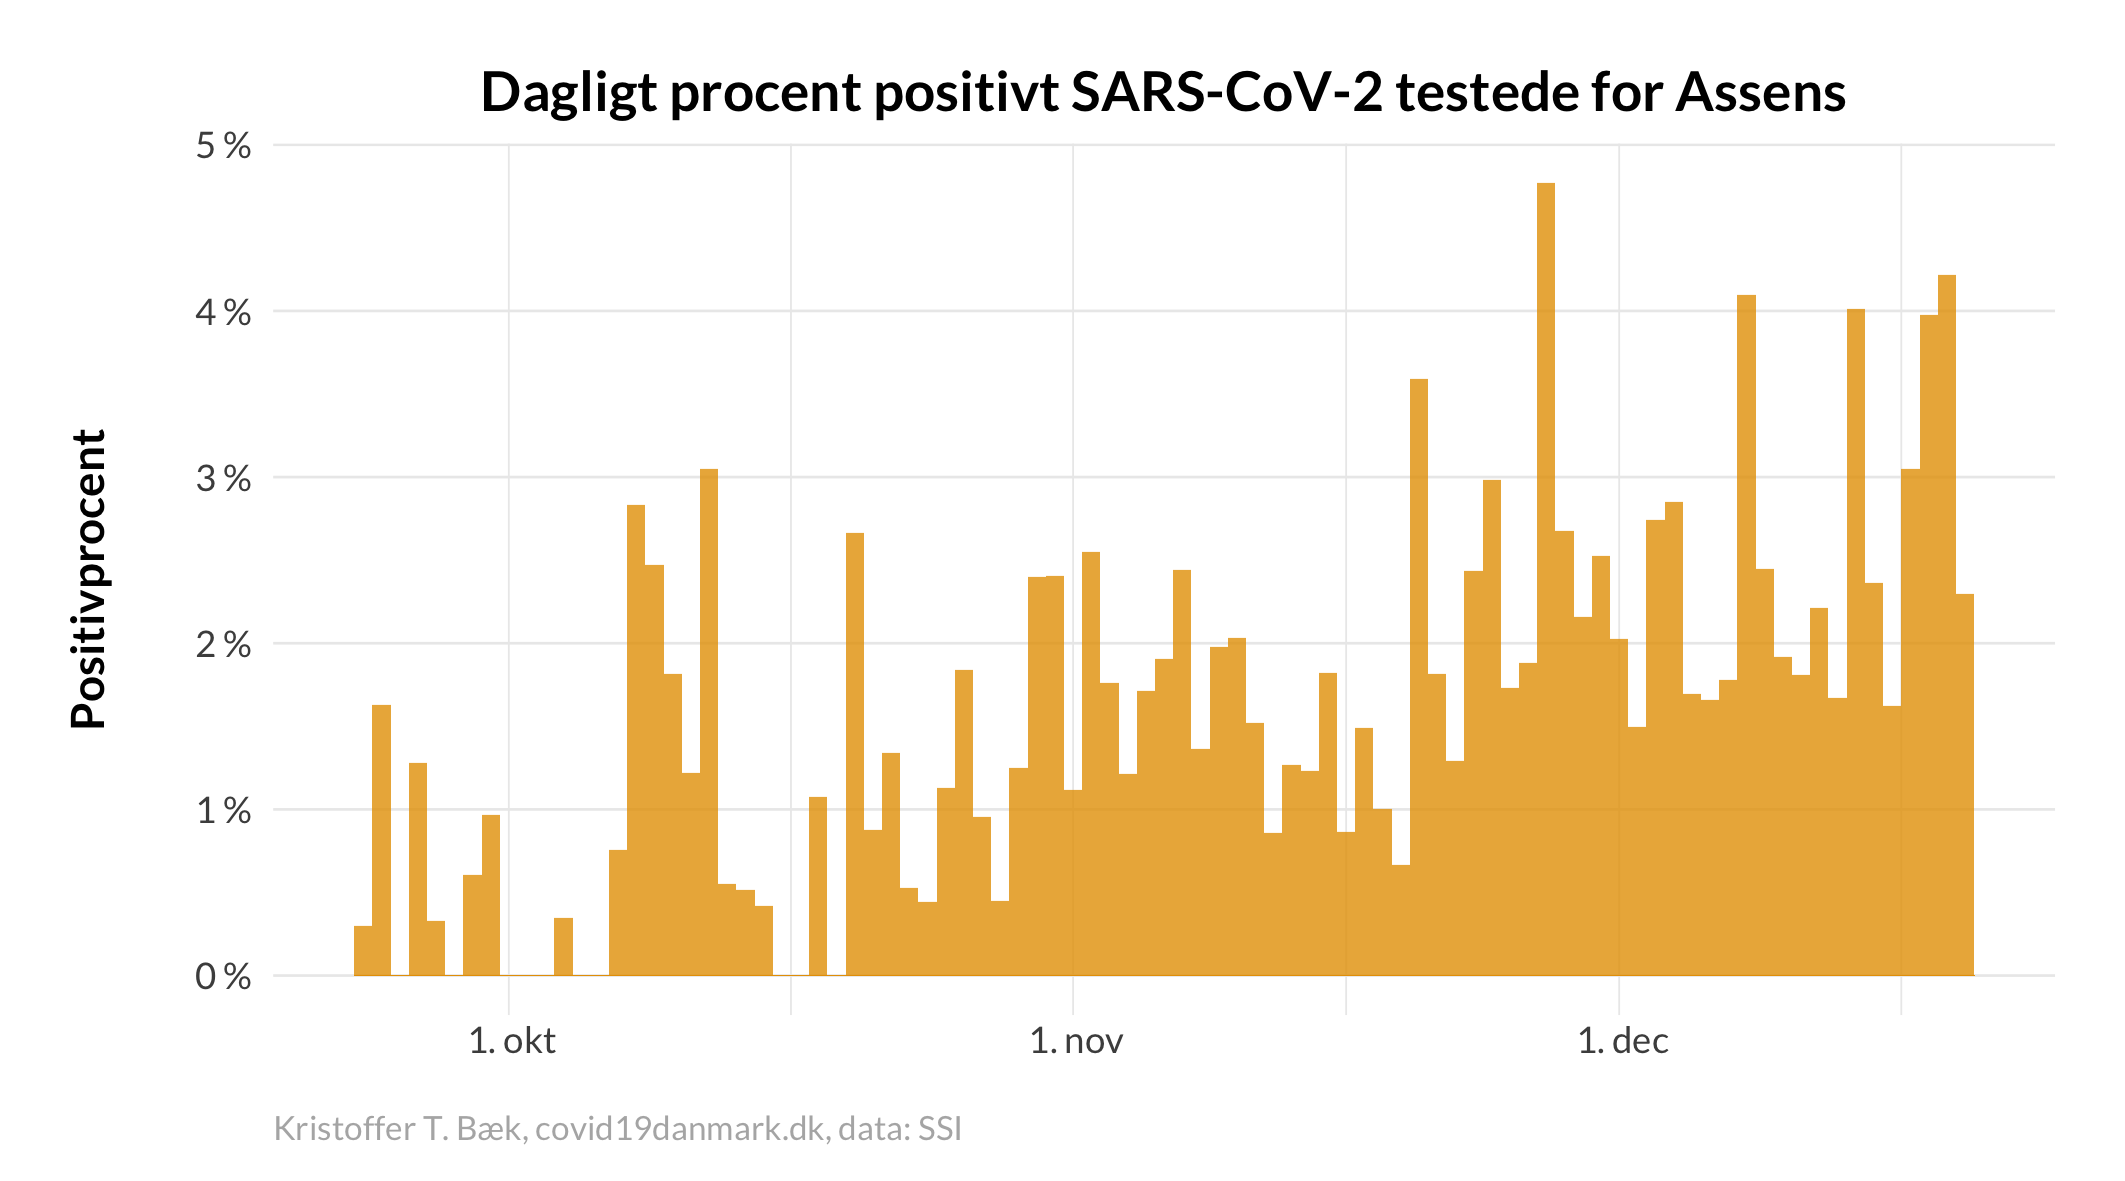 Dagligt procent positivt SARS-CoV-2 testede for Assens
Positivprocent
5 %
4 %
3 %
2 %
1 %
0 %
1. okt
1. nov
1. dec
Kristoffer T. Bæk, covid19danmark.dk, data: SSI